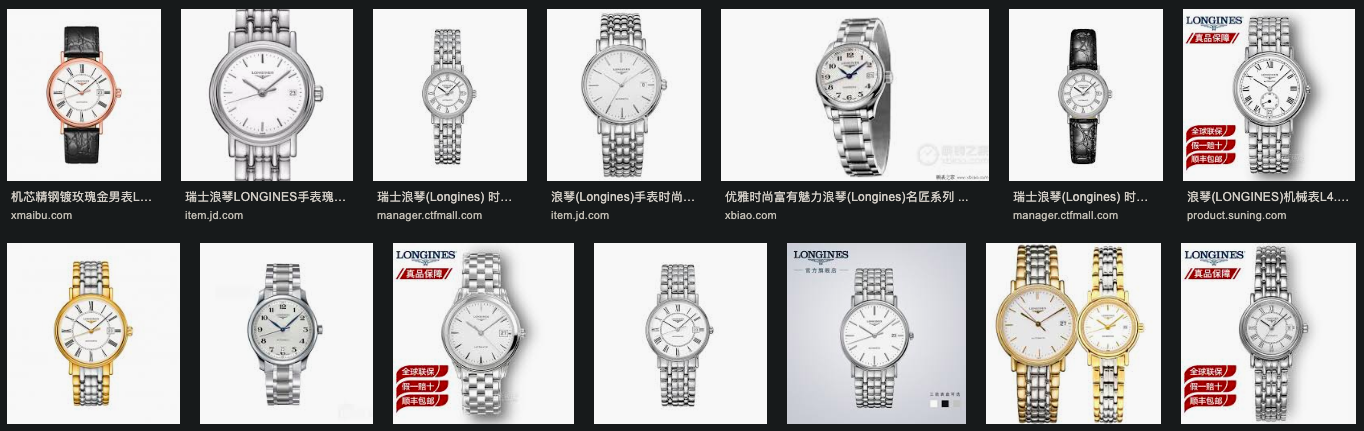 LONGINES
真品保障
全球联保
假一赔十
顺丰包邮
机芯精钢镀玫瑰金男表L...
xmaibu.com
瑞士浪琴LONGINES手表瑰...
item.jd.com
瑞士浪琴(Longines) 时...
manager.ctfmall.com
浪琴(Longines)手表时尚...
item.jd.com
优雅时尚富有魅力浪琴(Longines)名匠系列 ...
xbiao.com
瑞士浪琴(Longines) 时...
manager.ctfmall.com
浪琴(LONGINES)机械表L4....
product.suning.com
LONGINES
真品保障
全球联保
假一赔十
顺丰包邮
LONGINES
官方旗舰店
LONGINES
真品保障
全球联保
假一赔十
顺丰包邮